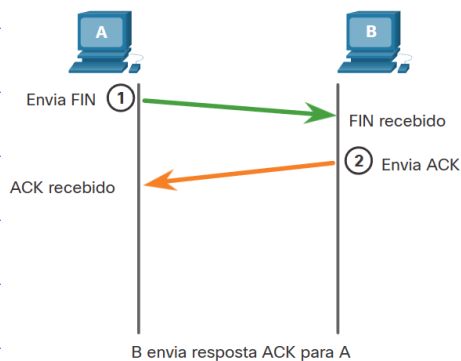 A
B
Envia FIN 1
FIN recebido
2 Envia ACK
ACK recebido
B envia resposta ACK para A